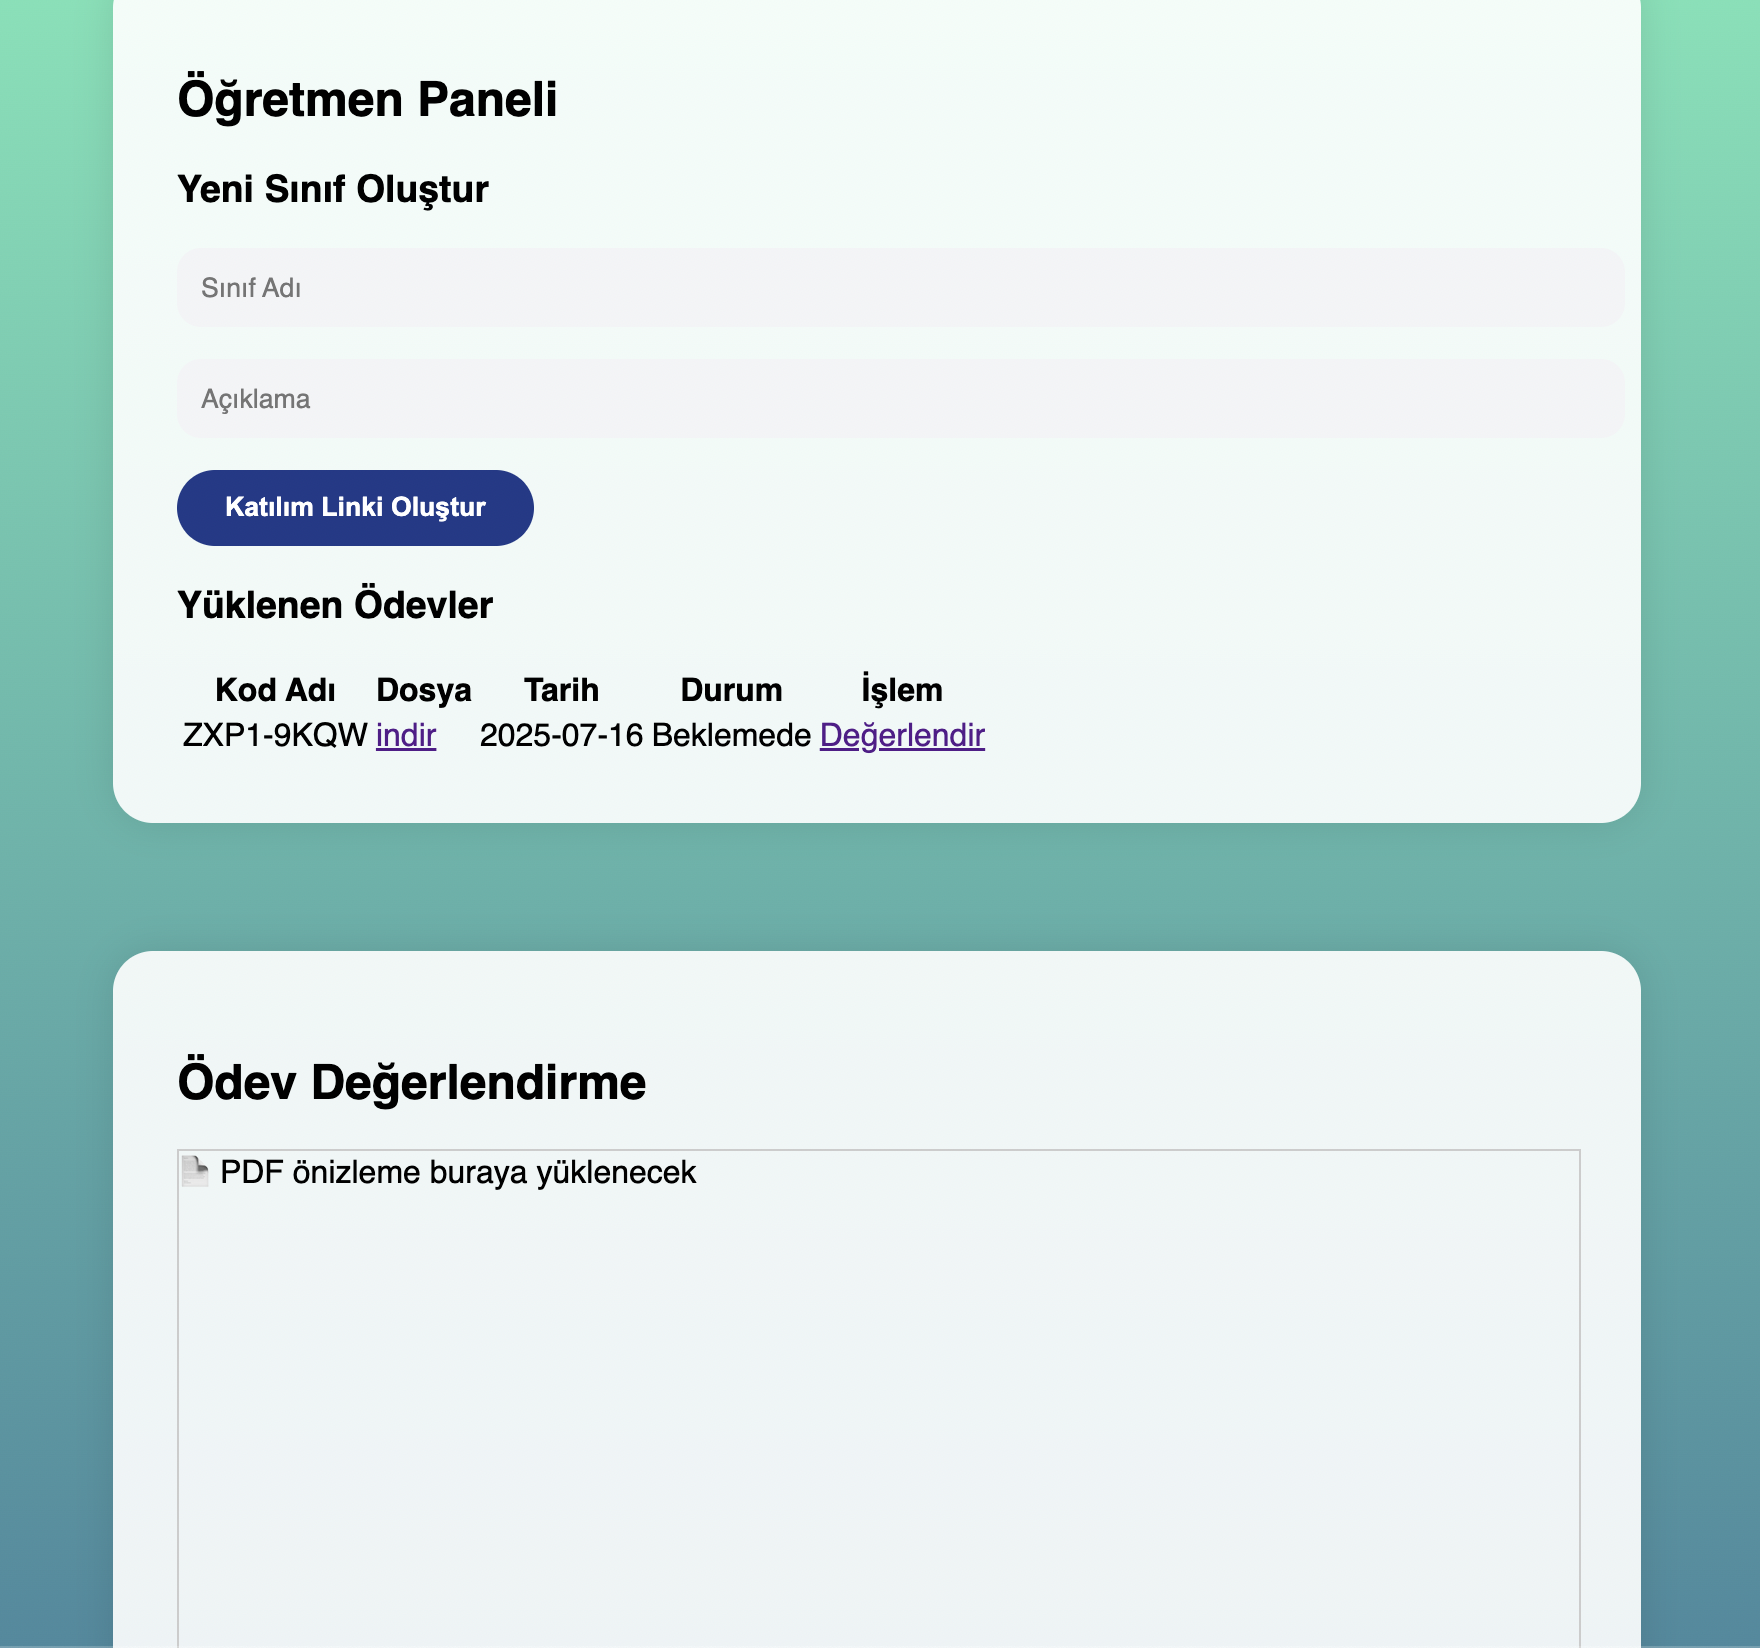 Öğretmen Paneli
Yeni Sınıf Oluştur
Sınıf Adı
Açıklama
Katılım Linki Oluştur
Yüklenen Ödevler
Kod Adı Dosya Tarih Durum İşlem
ZXP1-9KQW indir 2025-07-16 Beklemede Değerlendir
Ödev Değerlendirme
PDF önizleme buraya yüklenecek